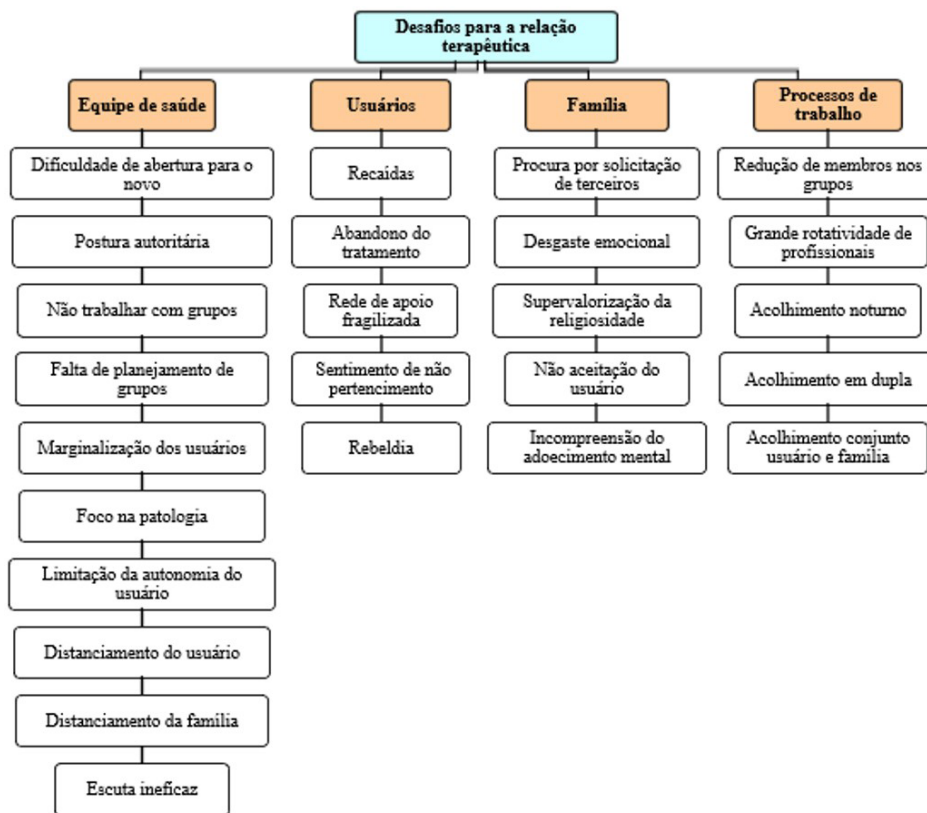 Desafios para a relação
terapêutica
Equipe de saúde
Dificuldade de abertura para o
novo
Postura autoritária
Não trabalhar com grupos
Falta de planejamento de
grupos
Marginalização dos usuários
Foco na patologia
Limitação da autonomia do
usuário
Distanciamento do usuário
Distanciamento da família
Escuta ineficaz
Usuários
Recaídas
Abandono do
tratamento
Rede de apoio
fragilizada
Sentimento de não
pertencimento
Rebeldia
Família
Procura por solicitação
de terceiros
Desgaste emocional
Supervalorização da
religiosidade
Não aceitação do
usuário
Incompreensão do
adoecimento mental
Processos de
trabalho
Redução de membros nos
grupos
Grande rotatividade de
profissionais
Acolhimento noturno
Acolhimento em dupla
Acolhimento conjunto
usuário e família